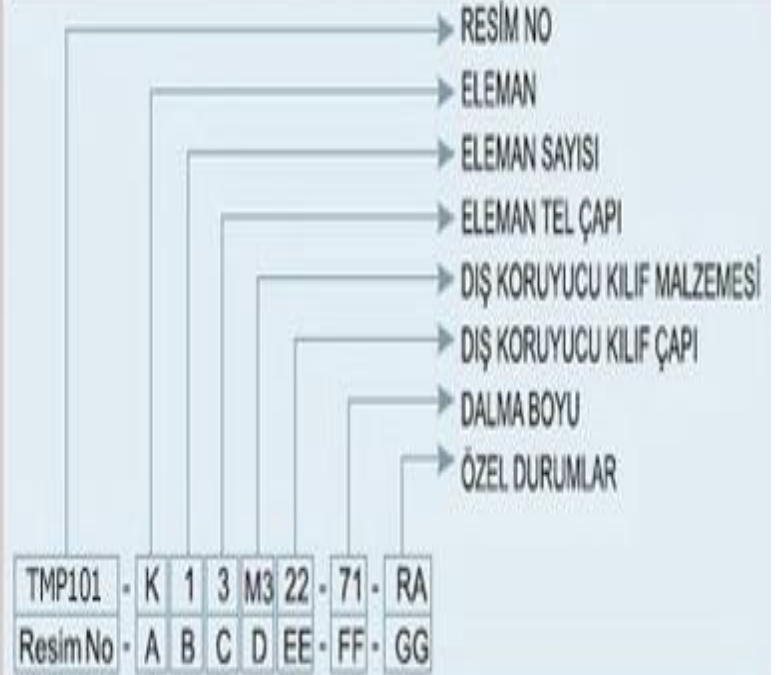 RESİM NO
ELEMAN
ELEMAN SAYISI
ELEMAN TEL ÇAPI
DIŞ KORUYUCU KILIF MALZEMESİ
DIŞ KORUYUCU KILIF ÇAPI
DALMA BOYU
ÖZEL DURUMLAR
TMP101 - K 1 3 M3 22 - 71 - RA
Resim No - A B C D EE - FF - GG